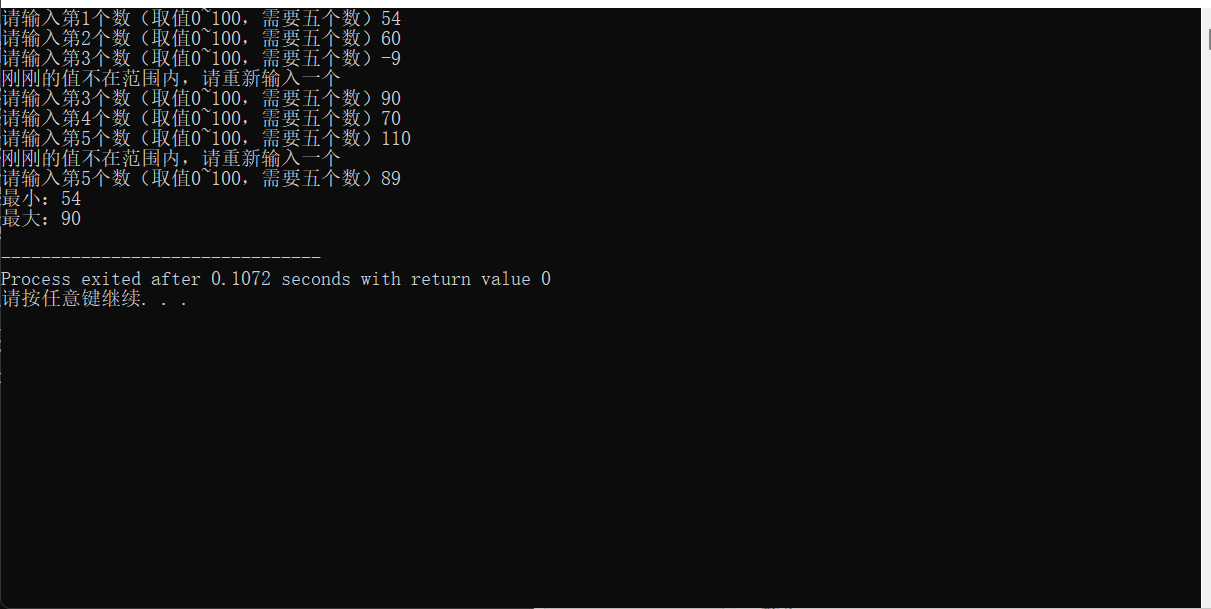 请输入第1个数（取值0~100，需要五个数）54
请输入第2个数（取值0~100，需要五个数）60
请输入第3个数（取值0~100，需要五个数）-9
刚刚的值不在范围内，请重新输入一个
请输入第3个数（取值0~100，需要五个数）90
请输入第4个数（取值0~100，需要五个数）70
请输入第5个数（取值0~100，需要五个数）110
刚刚的值不在范围内，请重新输入一个
请输入第5个数（取值0~100，需要五个数）89
最小：54
最大：90
--------------------------------
Process exited after 0.1072 seconds with return value 0
请按任意键继续. . .